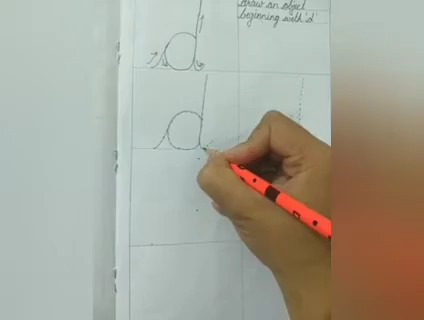 draw an object
beginning with 'd'
d
d